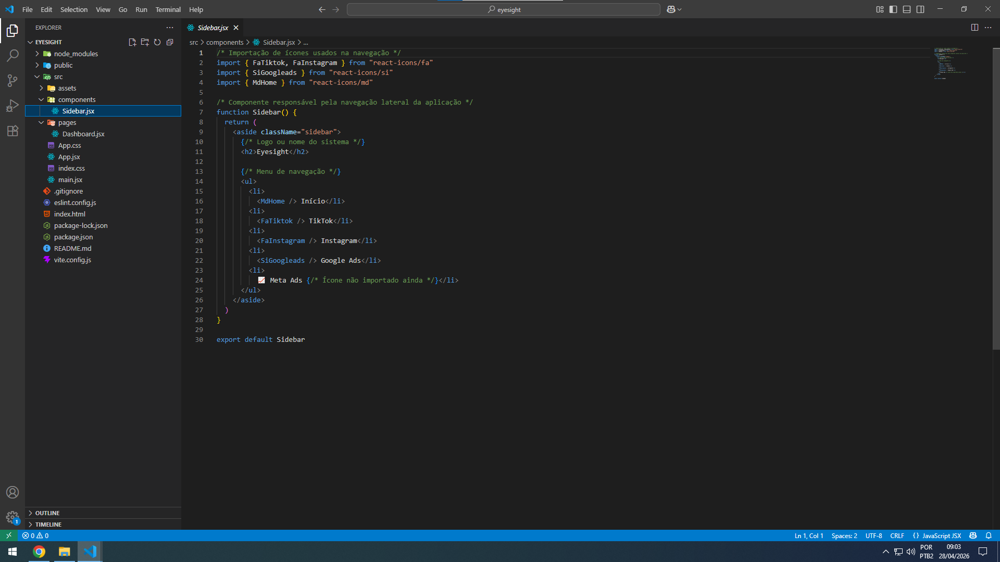 File Edit Selection View Go Run Terminal Help
eyesight
EXPLORER
EYESIGHT
node_modules
public
src
assets
components
Sidebar.jsx
pages
Dashboard.jsx
App.css
App.jsx
index.css
main.jsx
.gitignore
eslint.config.js
index.html
package-lock.json
package.json
README.md
vite.config.js
OUTLINE
TIMELINE
Sidebar.jsx
src > components > Sidebar.jsx > ...
1 /* Importação de ícones usados na navegação */
2 import { FaTiktok, FaInstagram } from "react-icons/fa"
3 import { SiGoogleads } from "react-icons/si"
4 import { MdHome } from "react-icons/md"
5
6 /* Componente responsável pela navegação lateral da aplicação */
7 function Sidebar() {
8 return (
9 <aside className="sidebar">
10 {/* Logo ou nome do sistema */}
11 <h2>Eyesight</h2>
12
13 {/* Menu de navegação */}
14 <ul>
15 <li>
16 <MdHome /> Início</li>
17 <li>
18 <FaTiktok /> TikTok</li>
19 <li>
20 <FaInstagram /> Instagram</li>
21 <li>
22 <SiGoogleads /> Google Ads</li>
23 <li>
24 📈 Meta Ads {/* Ícone não importado ainda */}</li>
25 </ul>
26 </aside>
27 )
28 }
29
30 export default Sidebar
1
0 0
Ln 1, Col 1 Spaces: 2 UTF-8 CRLF {} JavaScript JSX
POR
PTB2
09:03
28/04/2026